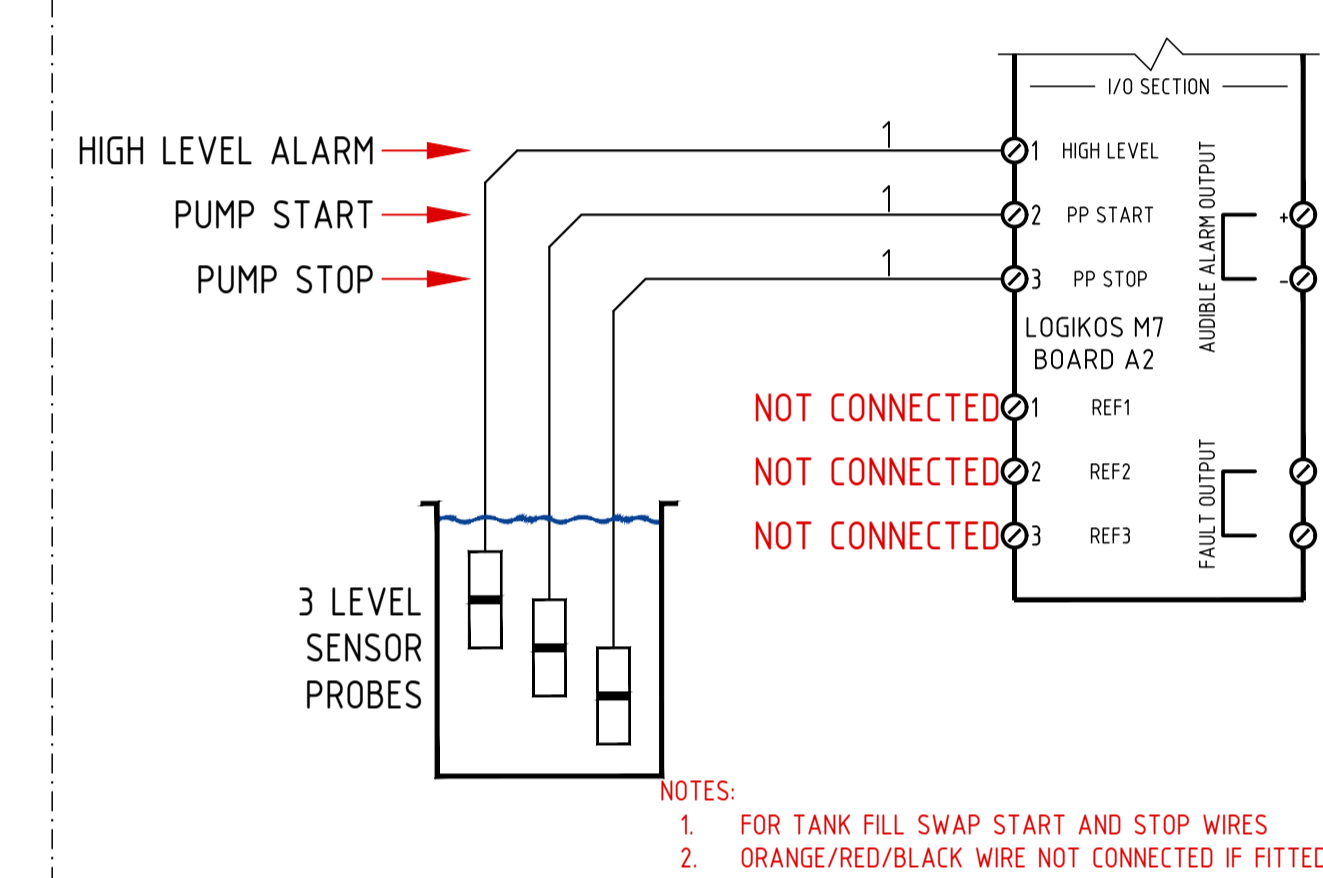 I/O SECTION
HIGH LEVEL ALARM
1
1 HIGH LEVEL
PUMP START
1
2 PP START
PUMP STOP
1
3 PP STOP
AUDIBLE ALARM OUTPUT
+
-
LOGIKOS M7
BOARD A2
NOT CONNECTED 1 REF1
NOT CONNECTED 2 REF2
NOT CONNECTED 3 REF3
FAULT OUTPUT
3 LEVEL
SENSOR
PROBES
NOTES:
1. FOR TANK FILL SWAP START AND STOP WIRES
2. ORANGE/RED/BLACK WIRE NOT CONNECTED IF FITTED